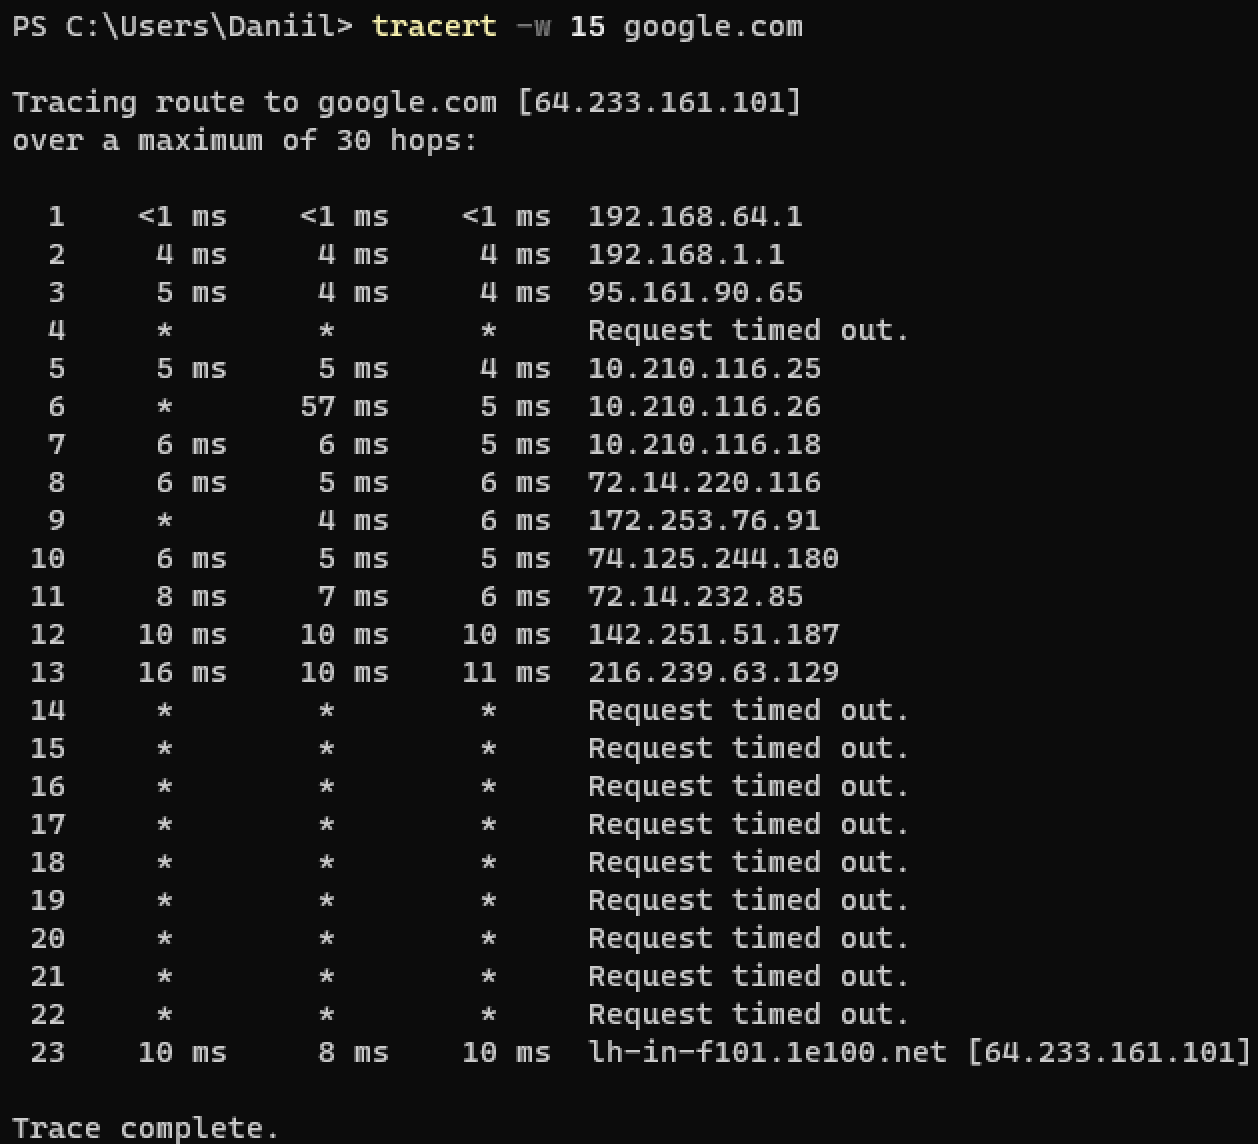 PS C:\Users\Daniil> tracert -w 15 google.com
Tracing route to google.com [64.233.161.101]
over a maximum of 30 hops:
1 <1 ms <1 ms <1 ms 192.168.64.1
2 4 ms 4 ms 4 ms 192.168.1.1
3 5 ms 4 ms 4 ms 95.161.90.65
4 * * * Request timed out.
5 5 ms 5 ms 4 ms 10.210.116.25
6 * 57 ms 5 ms 10.210.116.26
7 6 ms 6 ms 5 ms 10.210.116.18
8 6 ms 5 ms 6 ms 72.14.220.116
9 * 4 ms 6 ms 172.253.76.91
10 6 ms 5 ms 5 ms 74.125.244.180
11 8 ms 7 ms 6 ms 72.14.232.85
12 10 ms 10 ms 10 ms 142.251.51.187
13 16 ms 10 ms 11 ms 216.239.63.129
14 * * * Request timed out.
15 * * * Request timed out.
16 * * * Request timed out.
17 * * * Request timed out.
18 * * * Request timed out.
19 * * * Request timed out.
20 * * * Request timed out.
21 * * * Request timed out.
22 * * * Request timed out.
23 10 ms 8 ms 10 ms lh-in-f101.1e100.net [64.233.161.101]
Trace complete.